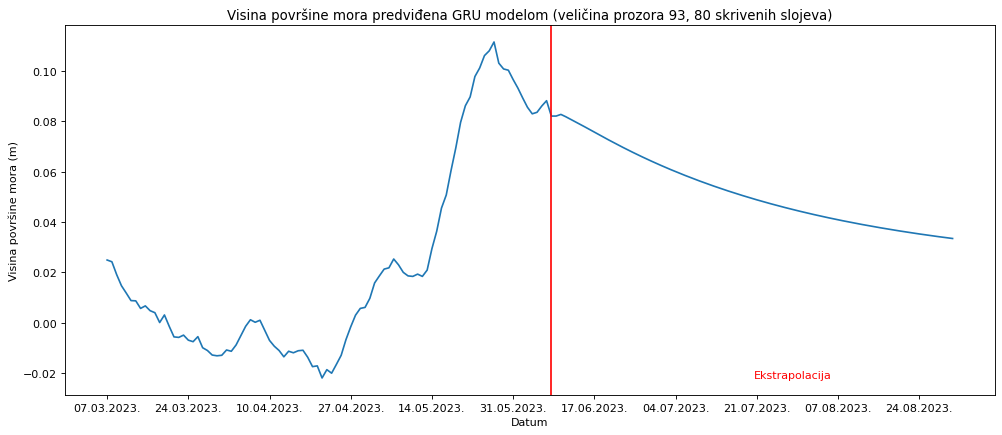 Visina površine mora predviđena GRU modelom (veličina prozora 93, 80 skrivenih slojeva)
Visina površine mora (m)
0.10
0.08
0.06
0.04
0.02
0.00
−0.02
Ekstrapolacija
07.03.2023. 24.03.2023. 10.04.2023. 27.04.2023. 14.05.2023. 31.05.2023. 17.06.2023. 04.07.2023. 21.07.2023. 07.08.2023. 24.08.2023.
Datum